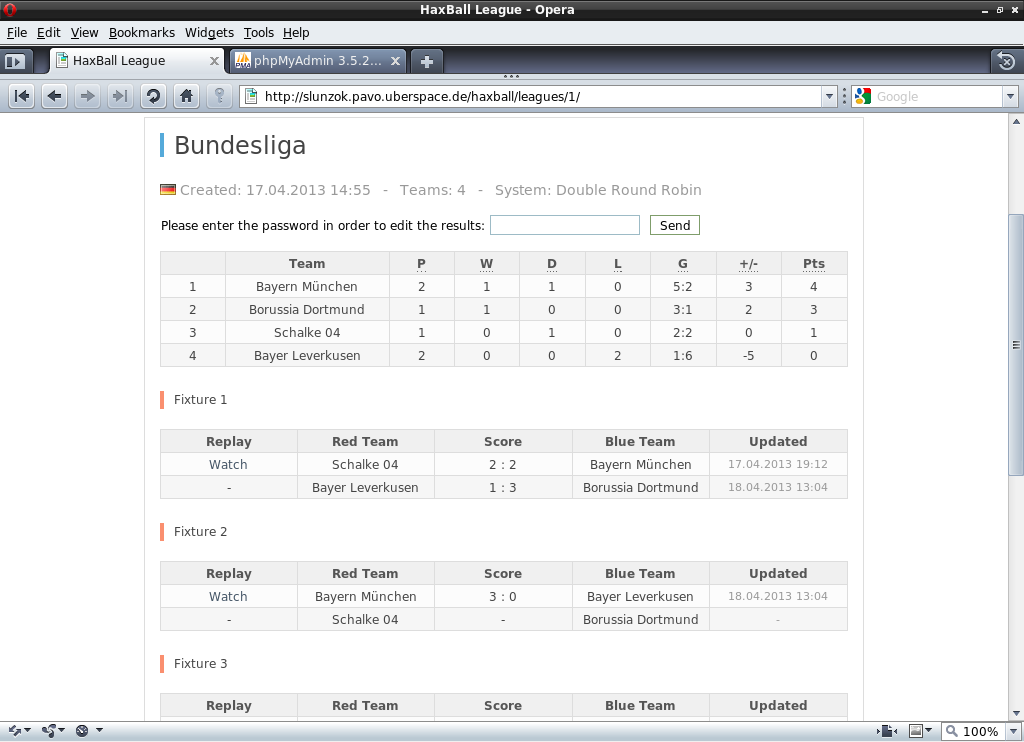 HaxBall League - Opera
File Edit View Bookmarks Widgets Tools Help
HaxBall League phpMyAdmin 3.5.2...
http://slunzok.pavo.uberspace.de/haxball/leagues/1/ Google
Bundesliga
Created: 17.04.2013 14:55 - Teams: 4 - System: Double Round Robin
Please enter the password in order to edit the results: Send
Team P W D L G +/- Pts
1 Bayern München 2 1 1 0 5:2 3 4
2 Borussia Dortmund 1 1 0 0 3:1 2 3
3 Schalke 04 1 0 1 0 2:2 0 1
4 Bayer Leverkusen 2 0 0 2 1:6 -5 0
Fixture 1
Replay Red Team Score Blue Team Updated
Watch Schalke 04 2 : 2 Bayern München 17.04.2013 19:12
- Bayer Leverkusen 1 : 3 Borussia Dortmund 18.04.2013 13:04
Fixture 2
Replay Red Team Score Blue Team Updated
Watch Bayern München 3 : 0 Bayer Leverkusen 18.04.2013 13:04
- Schalke 04 - Borussia Dortmund -
Fixture 3
Replay Red Team Score Blue Team Updated
100%